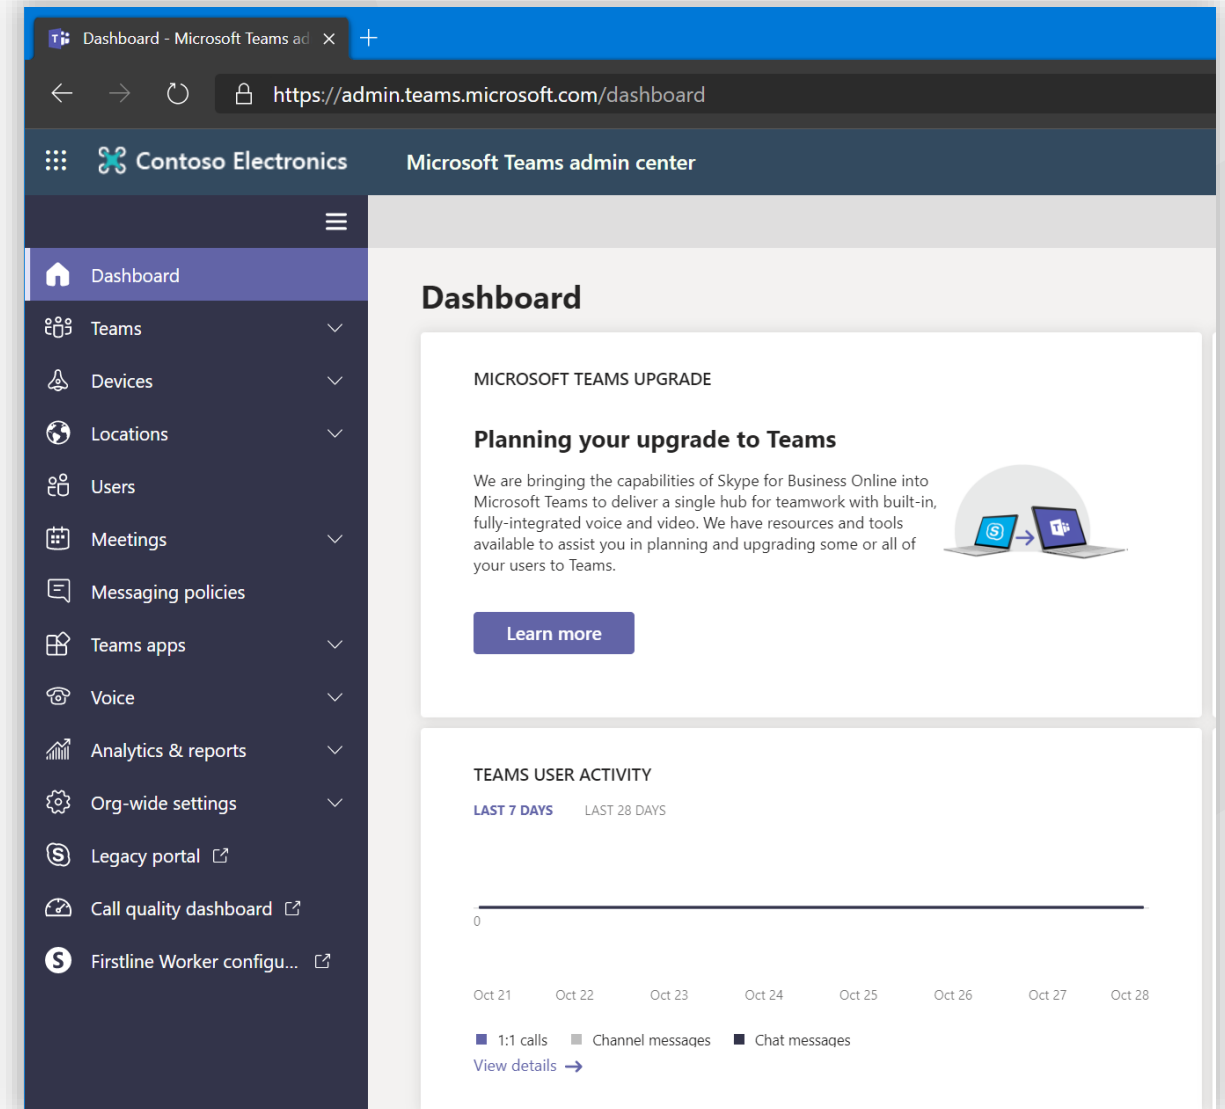 Dashboard - Microsoft Teams ad
https://admin.teams.microsoft.com/dashboard
Contoso Electronics
Microsoft Teams admin center
Dashboard
Teams
Devices
Locations
Users
Meetings
Messaging policies
Teams apps
Voice
Analytics & reports
Org-wide settings
Legacy portal
Call quality dashboard
Firstline Worker configu...
Dashboard
MICROSOFT TEAMS UPGRADE
Planning your upgrade to Teams
We are bringing the capabilities of Skype for Business Online into
Microsoft Teams to deliver a single hub for teamwork with built-in,
fully-integrated voice and video. We have resources and tools
available to assist you in planning and upgrading some or all of
your users to Teams.
Learn more
TEAMS USER ACTIVITY
LAST 7 DAYS LAST 28 DAYS
0
Oct 21 Oct 22 Oct 23 Oct 24 Oct 25 Oct 26 Oct 27 Oct 28
1:1 calls Channel messages Chat messages
View details